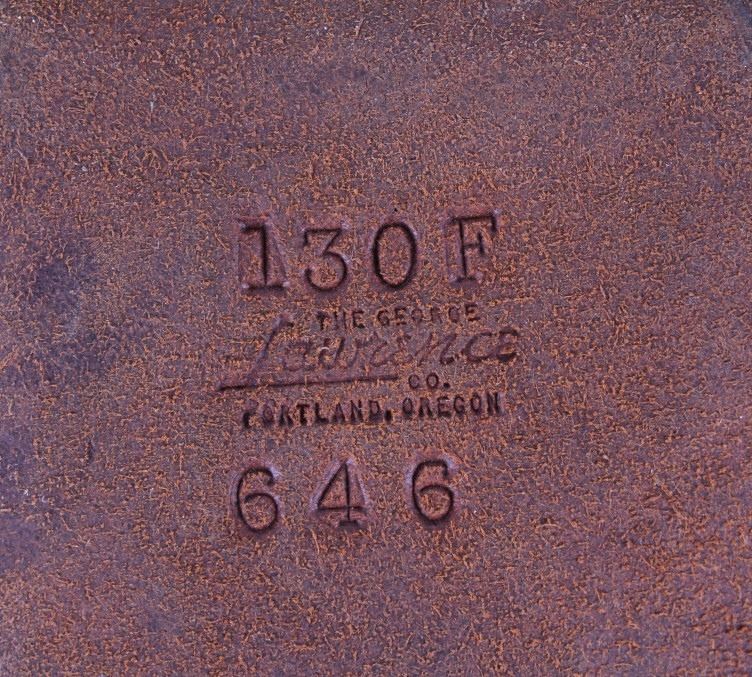 130F
THE GEORGE
Lawrence
CO.
PORTLAND, OREGON
646